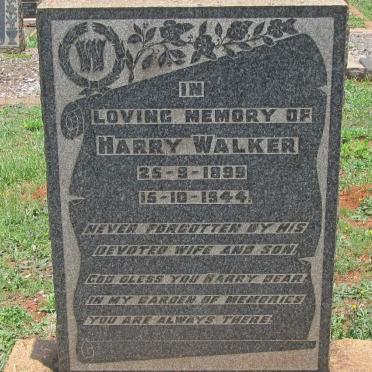 W
IN
LOVING MEMORY OF
HARRY WALKER
25-9-1899
15-10-1944.
NEVER FORGOTTEN BY HIS
DEVOTED WIFE AND SON.
GOD BLESS YOU HARRY DEAR,
IN MY GARDEN OF MEMORIES
YOU ARE ALWAYS THERE.